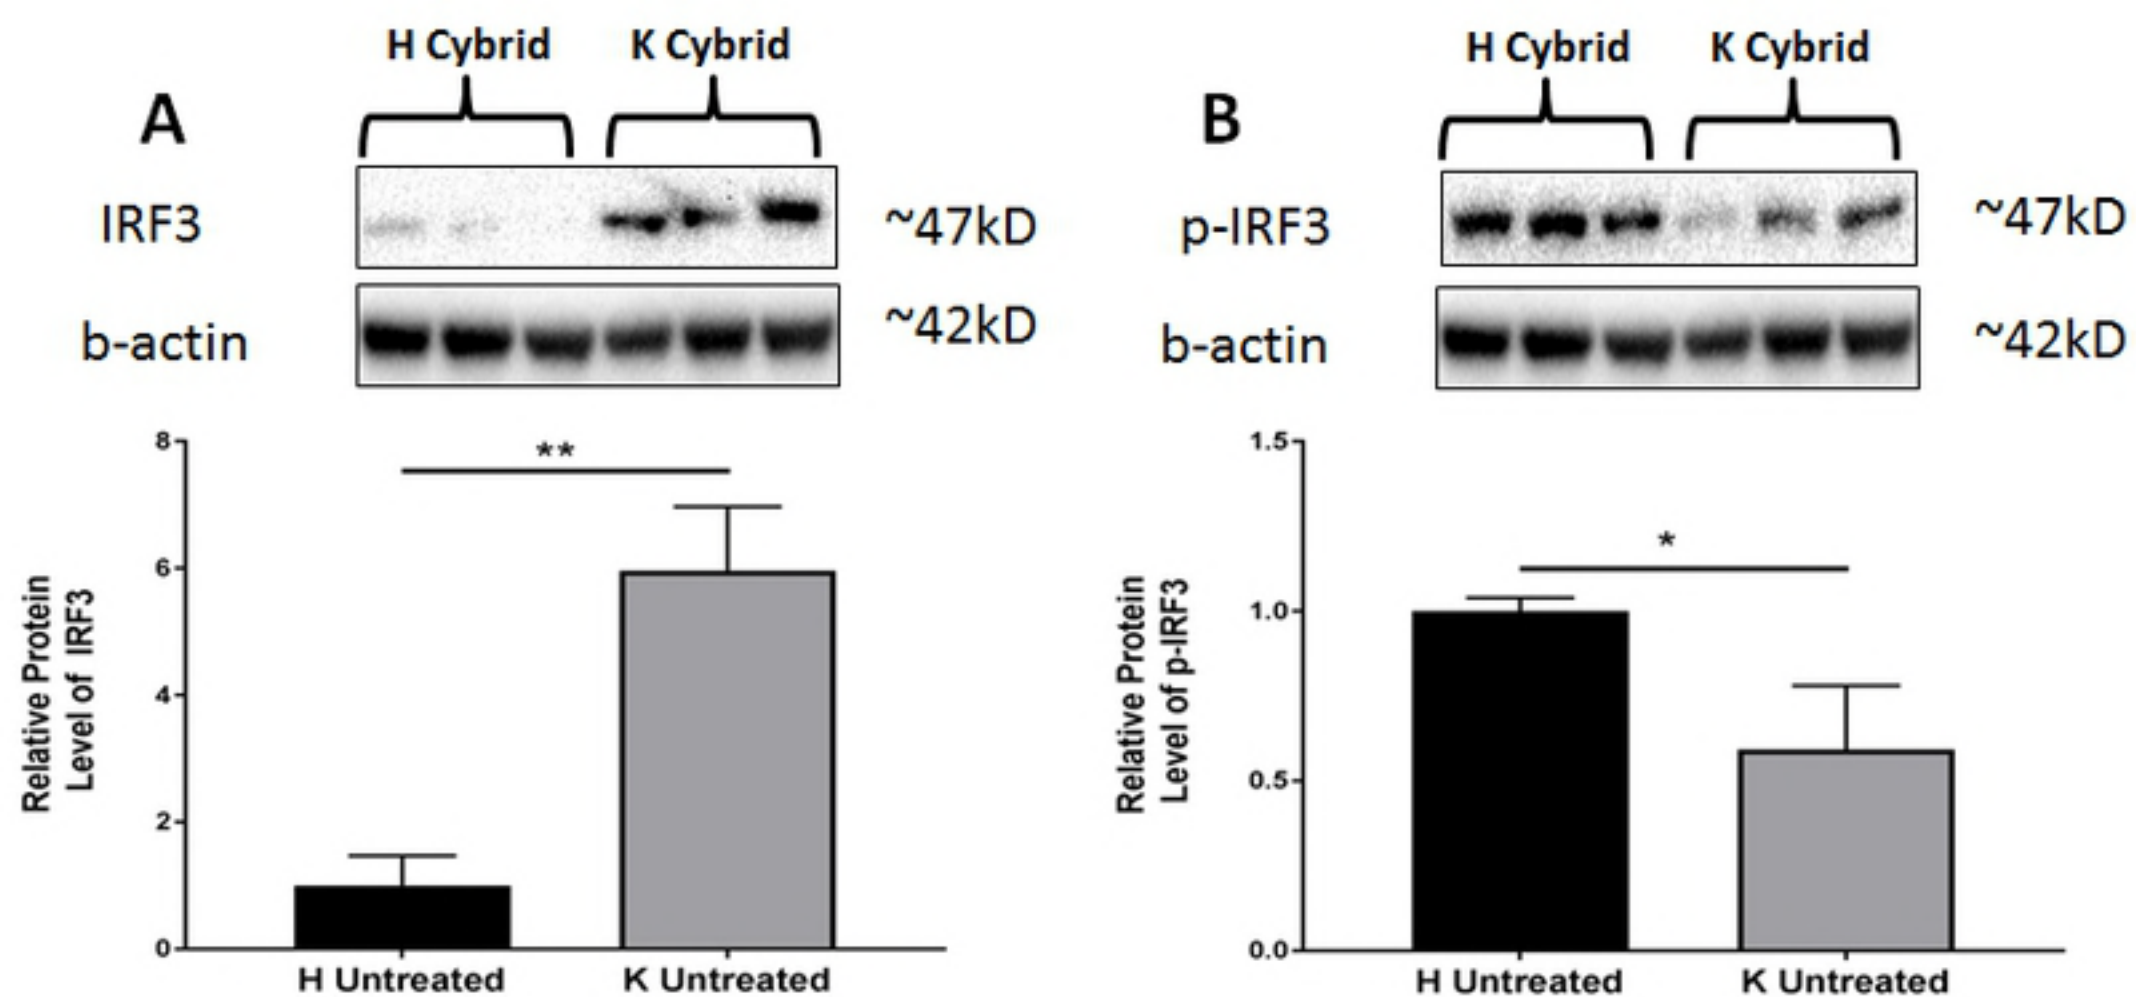 A
H Cybrid K Cybrid
IRF3 ~47kD
b-actin ~42kD
8
6
4
2
0
**
Relative Protein
Level of IRF3
H Untreated K Untreated
B
H Cybrid K Cybrid
p-IRF3 ~47kD
b-actin ~42kD
1.5
1.0
0.5
0.0
*
Relative Protein
Level of p-IRF3
H Untreated K Untreated